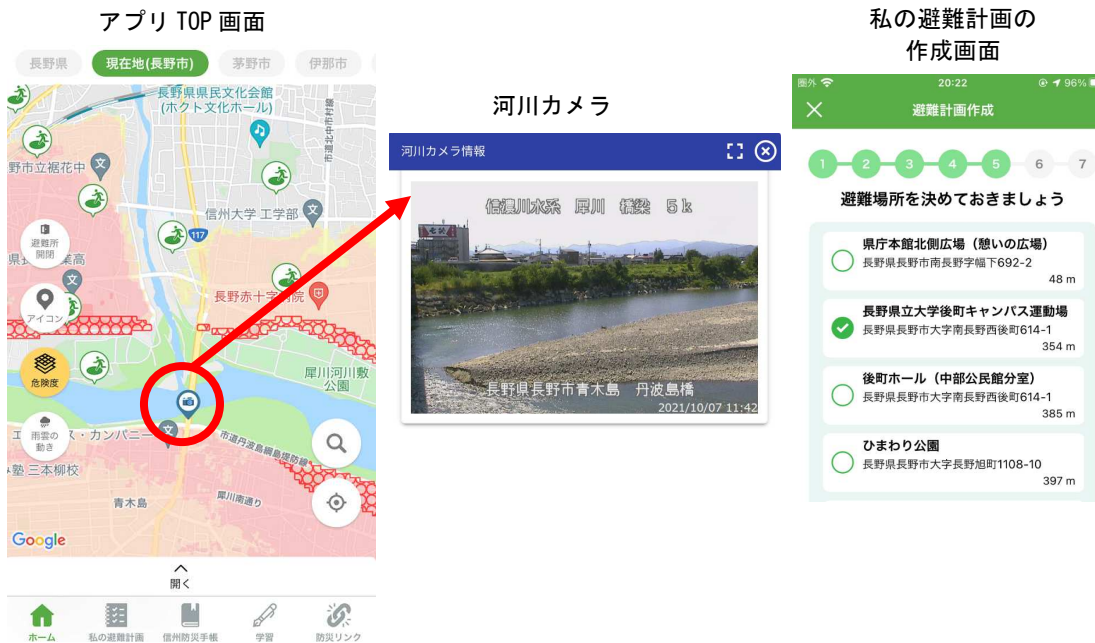 アプリ TOP 画面
長野県
現在地(長野市)
茅野市
伊那市
長野県県民文化会館
(ホクト文化ホール)
市道北中市村線
野市立裾花中
信州大学 工学部
117
避難所
開閉
アイコン
長野赤十字病院
危険度
犀川河川敷
公園
雨雲の
動き
ス・カンパニー
市道丹波島綱島堤防線
み塾 三本柳校
青木島
犀川南通り
Google
開く
ホーム
私の避難計画
信州防災手帳
学習
防災リンク
河川カメラ
河川カメラ情報
信濃川水系 犀川 橋梁 5k
長野県長野市青木島 丹波島橋
2021/10/07 11:42
私の避難計画の
作成画面
圏外
20:22
96%
避難計画作成
1
2
3
4
5
6
7
避難場所を決めておきましょう
県庁本館北側広場（憩いの広場）
長野県長野市南長野字幅下692-2
48 m
長野県立大学後町キャンパス運動場
長野県長野市大字南長野西後町614-1
354 m
後町ホール（中部公民館分室）
長野県長野市大字南長野西後町614-1
385 m
ひまわり公園
長野県長野市大字長野旭町1108-10
397 m